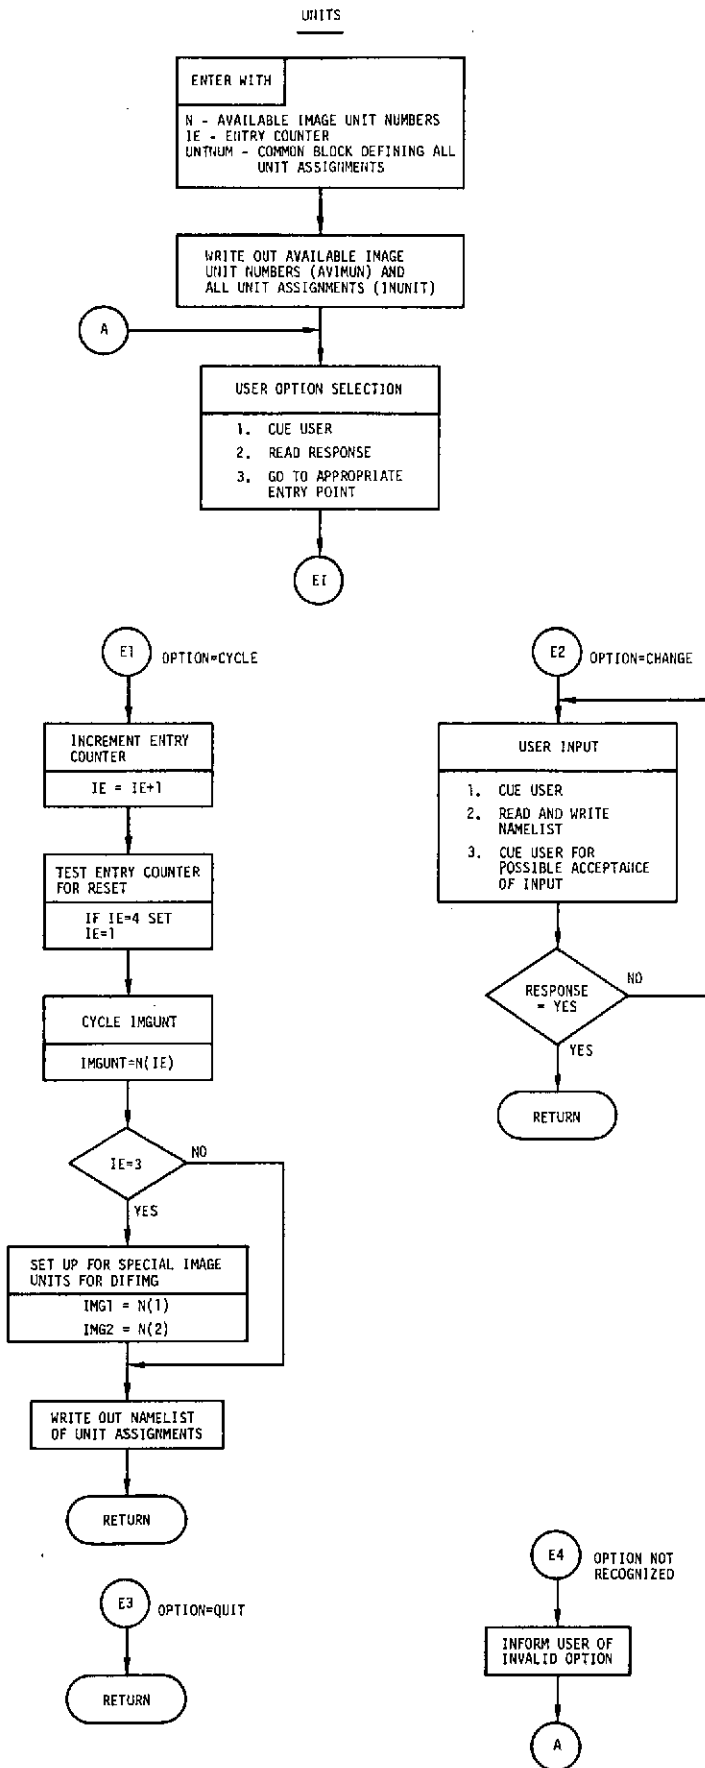 UNITS
ENTER WITH
N - AVAILABLE IMAGE UNIT NUMBERS
IE - ENTRY COUNTER
UNTNUM - COMMON BLOCK DEFINING ALL
UNIT ASSIGNMENTS
WRITE OUT AVAILABLE IMAGE
UNIT NUMBERS (AVIMUN) AND
ALL UNIT ASSIGNMENTS (INUNIT)
A
USER OPTION SELECTION
1. CUE USER
2. READ RESPONSE
3. GO TO APPROPRIATE
ENTRY POINT
EI
E1 OPTION=CYCLE
INCREMENT ENTRY
COUNTER
IE = IE+1
TEST ENTRY COUNTER
FOR RESET
IF IE=4 SET
IE=1
CYCLE IMGUNT
IMGUNT=N(IE)
IE=3
NO
YES
SET UP FOR SPECIAL IMAGE
UNITS FOR DIFIMG
IMG1 = N(1)
IMG2 = N(2)
WRITE OUT NAMELIST
OF UNIT ASSIGNMENTS
RETURN
E2 OPTION=CHANGE
USER INPUT
1. CUE USER
2. READ AND WRITE
NAMELIST
3. CUE USER FOR
POSSIBLE ACCEPTANCE
OF INPUT
RESPONSE
= YES
NO
YES
RETURN
E3 OPTION=QUIT
RETURN
E4 OPTION NOT
RECOGNIZED
INFORM USER OF
INVALID OPTION
A